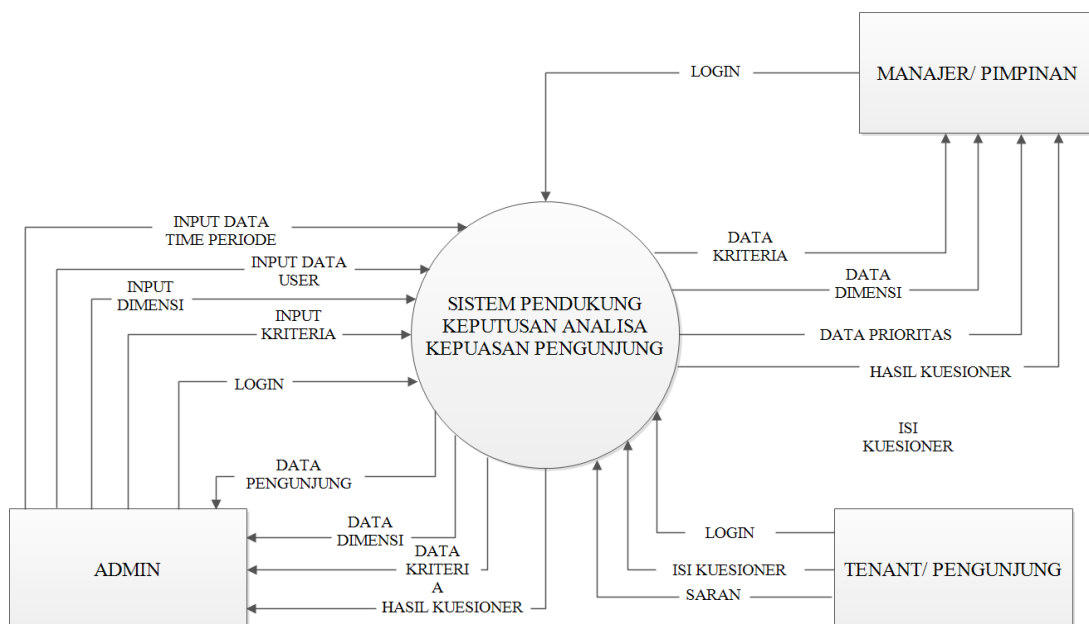 LOGIN
MANAJER/ PIMPINAN
INPUT DATA
TIME PERIODE
INPUT DATA
USER
INPUT
DIMENSI
INPUT
KRITERIA
LOGIN
SISTEM PENDUKUNG
KEPUTUSAN ANALISA
KEPUASAN PENGUNJUNG
DATA
KRITERIA
DATA
DIMENSI
DATA PRIORITAS
HASIL KUESIONER
ISI
KUESIONER
DATA
PENGUNJUNG
DATA
DIMENSI
DATA
KRITERI
A
HASIL KUESIONER
ADMIN
LOGIN
ISI KUESIONER
SARAN
TENANT/ PENGUNJUNG